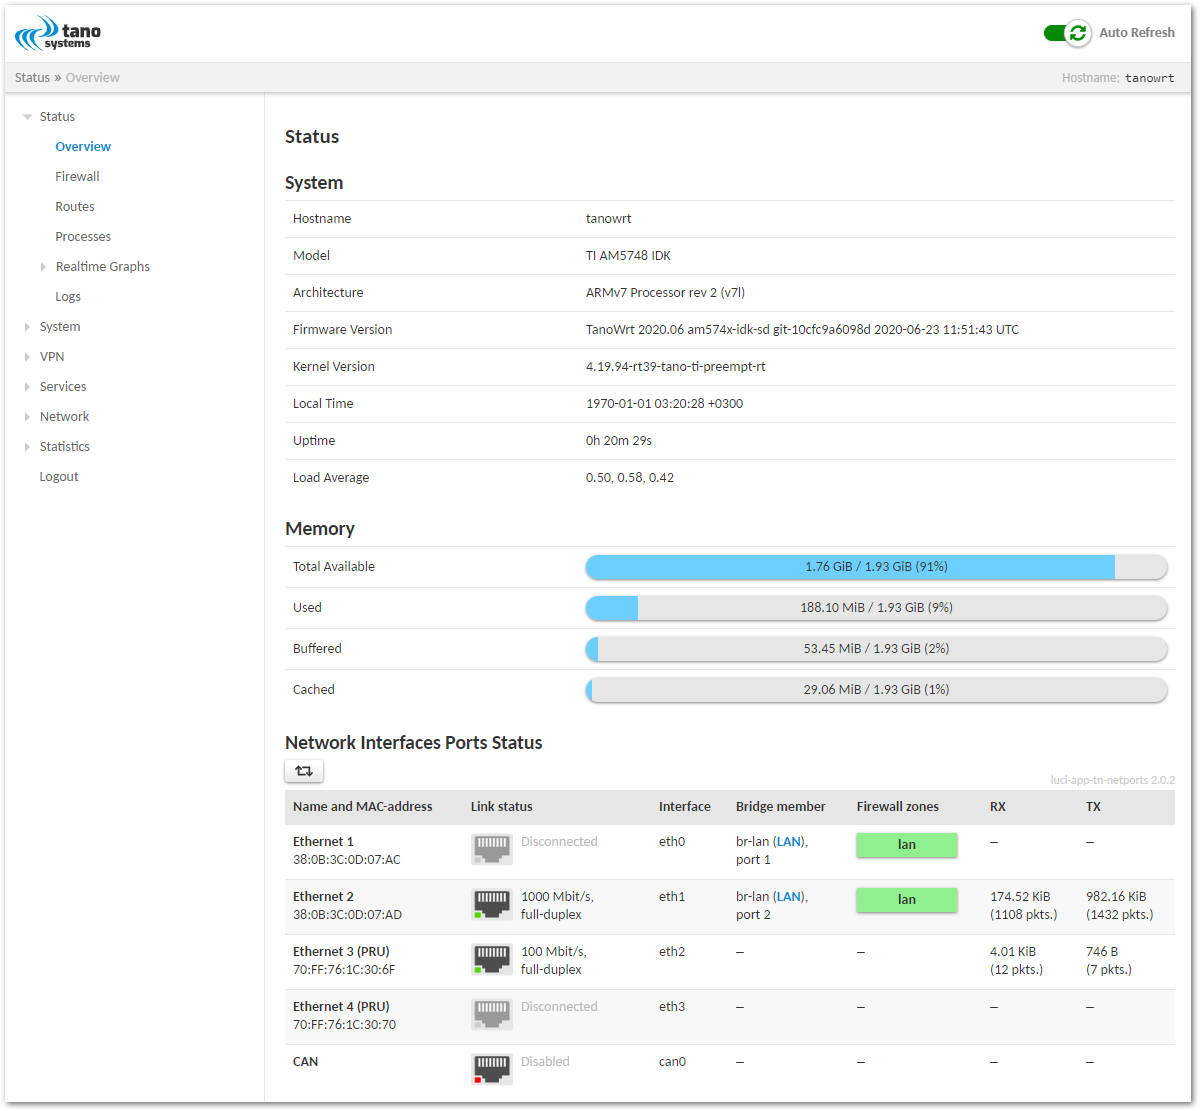 tano
systems
Auto Refresh
Status » Overview
Hostname: tanowrt
Status
Overview
Firewall
Routes
Processes
Realtime Graphs
Logs
System
VPN
Services
Network
Statistics
Logout
Status
System
Hostname tanowrt
Model TI AM5748 IDK
Architecture ARMv7 Processor rev 2 (v7l)
Firmware Version TanoWrt 2020.06 am574x-idk-sd git-10cfc9a6098d 2020-06-23 11:51:43 UTC
Kernel Version 4.19.94-rt39-tano-ti-preempt-rt
Local Time 1970-01-01 03:20:28 +0300
Uptime 0h 20m 29s
Load Average 0.50, 0.58, 0.42
Memory
Total Available 1.76 GiB / 1.93 GiB (91%)
Used 188.10 MiB / 1.93 GiB (9%)
Buffered 53.45 MiB / 1.93 GiB (2%)
Cached 29.06 MiB / 1.93 GiB (1%)
Network Interfaces Ports Status
luci-app-tn-netports 2.0.2
Name and MAC-address Link status Interface Bridge member Firewall zones RX TX
Ethernet 1 Disconnected eth0 br-lan (LAN), lan – –
38:0B:3C:0D:07:AC port 1
Ethernet 2 1000 Mbit/s, eth1 br-lan (LAN), lan 174.52 KiB 982.16 KiB
38:0B:3C:0D:07:AD full-duplex port 2 (1108 pkts.) (1432 pkts.)
Ethernet 3 (PRU) 100 Mbit/s, eth2 – – 4.01 KiB 746 B
70:FF:76:1C:30:6F full-duplex (12 pkts.) (7 pkts.)
Ethernet 4 (PRU) Disconnected eth3 – – – –
70:FF:76:1C:30:70
CAN Disabled can0 – – – –